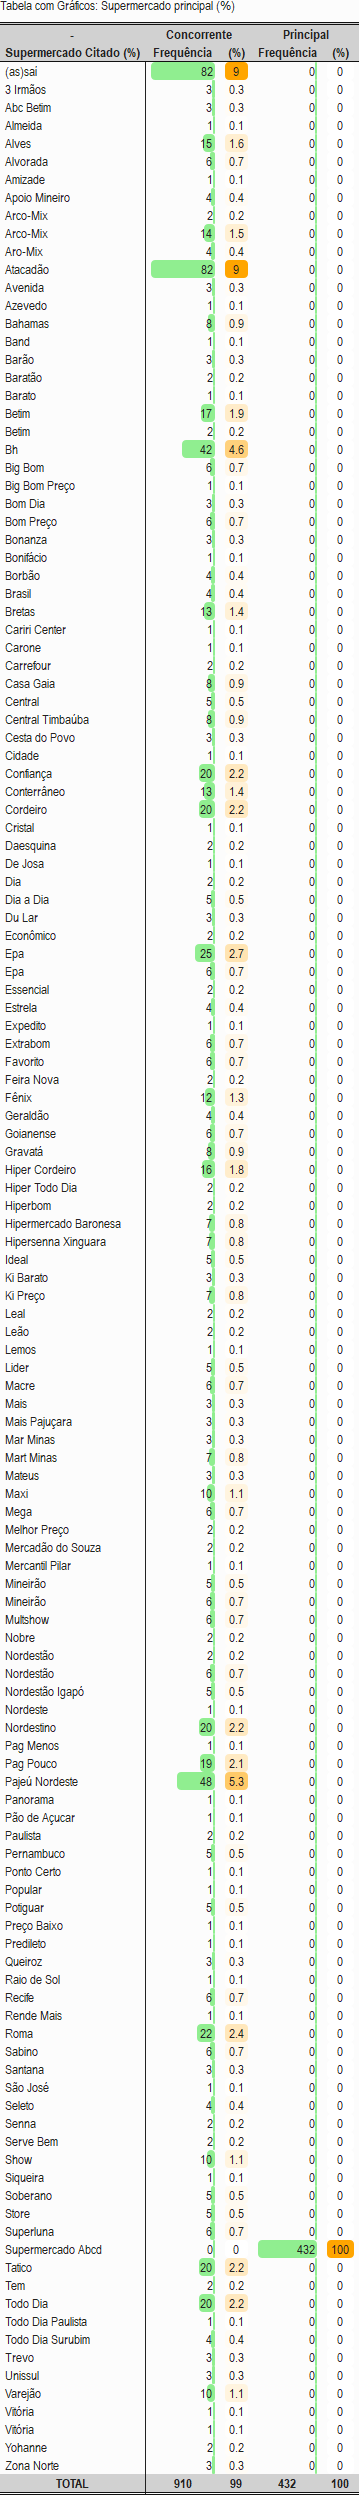 Tabela com Gráficos: Supermercado principal (%)
- Concorrente Principal
Supermercado Citado (%) Frequência (%) Frequência (%)
(as)sai 82 9 0 0
3 Irmãos 3 0.3 0 0
Abc Betim 3 0.3 0 0
Almeida 1 0.1 0 0
Alves 15 1.6 0 0
Alvorada 6 0.7 0 0
Amizade 1 0.1 0 0
Apoio Mineiro 4 0.4 0 0
Arco-Mix 2 0.2 0 0
Arco-Mix 14 1.5 0 0
Aro-Mix 4 0.4 0 0
Atacadão 82 9 0 0
Avenida 3 0.3 0 0
Azevedo 1 0.1 0 0
Bahamas 8 0.9 0 0
Band 1 0.1 0 0
Barão 3 0.3 0 0
Baratão 2 0.2 0 0
Barato 1 0.1 0 0
Betim 17 1.9 0 0
Betim 2 0.2 0 0
Bh 42 4.6 0 0
Big Bom 6 0.7 0 0
Big Bom Preço 1 0.1 0 0
Bom Dia 3 0.3 0 0
Bom Preço 6 0.7 0 0
Bonanza 3 0.3 0 0
Bonifácio 1 0.1 0 0
Borbão 4 0.4 0 0
Brasil 4 0.4 0 0
Bretas 13 1.4 0 0
Cariri Center 1 0.1 0 0
Carone 1 0.1 0 0
Carrefour 2 0.2 0 0
Casa Gaia 8 0.9 0 0
Central 5 0.5 0 0
Central Timbaúba 8 0.9 0 0
Cesta do Povo 3 0.3 0 0
Cidade 1 0.1 0 0
Confiança 20 2.2 0 0
Conterrâneo 13 1.4 0 0
Cordeiro 20 2.2 0 0
Cristal 1 0.1 0 0
Daesquina 2 0.2 0 0
De Josa 1 0.1 0 0
Dia 2 0.2 0 0
Dia a Dia 5 0.5 0 0
Du Lar 3 0.3 0 0
Econômico 2 0.2 0 0
Epa 25 2.7 0 0
Epa 6 0.7 0 0
Essencial 2 0.2 0 0
Estrela 4 0.4 0 0
Expedito 1 0.1 0 0
Extrabom 6 0.7 0 0
Favorito 6 0.7 0 0
Feira Nova 2 0.2 0 0
Fênix 12 1.3 0 0
Geraldão 4 0.4 0 0
Goianense 6 0.7 0 0
Gravatá 8 0.9 0 0
Hiper Cordeiro 16 1.8 0 0
Hiper Todo Dia 2 0.2 0 0
Hiperbom 2 0.2 0 0
Hipermercado Baronesa 7 0.8 0 0
Hipersenna Xinguara 7 0.8 0 0
Ideal 5 0.5 0 0
Ki Barato 3 0.3 0 0
Ki Preço 7 0.8 0 0
Leal 2 0.2 0 0
Leão 2 0.2 0 0
Lemos 1 0.1 0 0
Lider 5 0.5 0 0
Macre 6 0.7 0 0
Mais 3 0.3 0 0
Mais Pajuçara 3 0.3 0 0
Mar Minas 3 0.3 0 0
Mart Minas 7 0.8 0 0
Mateus 3 0.3 0 0
Maxi 10 1.1 0 0
Mega 6 0.7 0 0
Melhor Preço 2 0.2 0 0
Mercadão do Souza 2 0.2 0 0
Mercantil Pilar 1 0.1 0 0
Mineirão 5 0.5 0 0
Mineirão 6 0.7 0 0
Multshow 6 0.7 0 0
Nobre 2 0.2 0 0
Nordestão 2 0.2 0 0
Nordestão 6 0.7 0 0
Nordestão Igapó 5 0.5 0 0
Nordeste 1 0.1 0 0
Nordestino 20 2.2 0 0
Pag Menos 1 0.1 0 0
Pag Pouco 19 2.1 0 0
Pajeú Nordeste 48 5.3 0 0
Panorama 1 0.1 0 0
Pão de Açucar 1 0.1 0 0
Paulista 2 0.2 0 0
Pernambuco 5 0.5 0 0
Ponto Certo 1 0.1 0 0
Popular 1 0.1 0 0
Potiguar 5 0.5 0 0
Preço Baixo 1 0.1 0 0
Predileto 1 0.1 0 0
Queiroz 3 0.3 0 0
Raio de Sol 1 0.1 0 0
Recife 6 0.7 0 0
Rende Mais 1 0.1 0 0
Roma 22 2.4 0 0
Sabino 6 0.7 0 0
Santana 3 0.3 0 0
São José 1 0.1 0 0
Seleto 4 0.4 0 0
Senna 2 0.2 0 0
Serve Bem 2 0.2 0 0
Show 10 1.1 0 0
Siqueira 1 0.1 0 0
Soberano 5 0.5 0 0
Store 5 0.5 0 0
Superluna 6 0.7 0 0
Supermercado Abcd 0 0 432 100
Tatico 20 2.2 0 0
Tem 2 0.2 0 0
Todo Dia 20 2.2 0 0
Todo Dia Paulista 1 0.1 0 0
Todo Dia Surubim 4 0.4 0 0
Trevo 3 0.3 0 0
Unissul 3 0.3 0 0
Varejão 10 1.1 0 0
Vitória 1 0.1 0 0
Vitória 1 0.1 0 0
Yohanne 2 0.2 0 0
Zona Norte 3 0.3 0 0
TOTAL 910 99 432 100